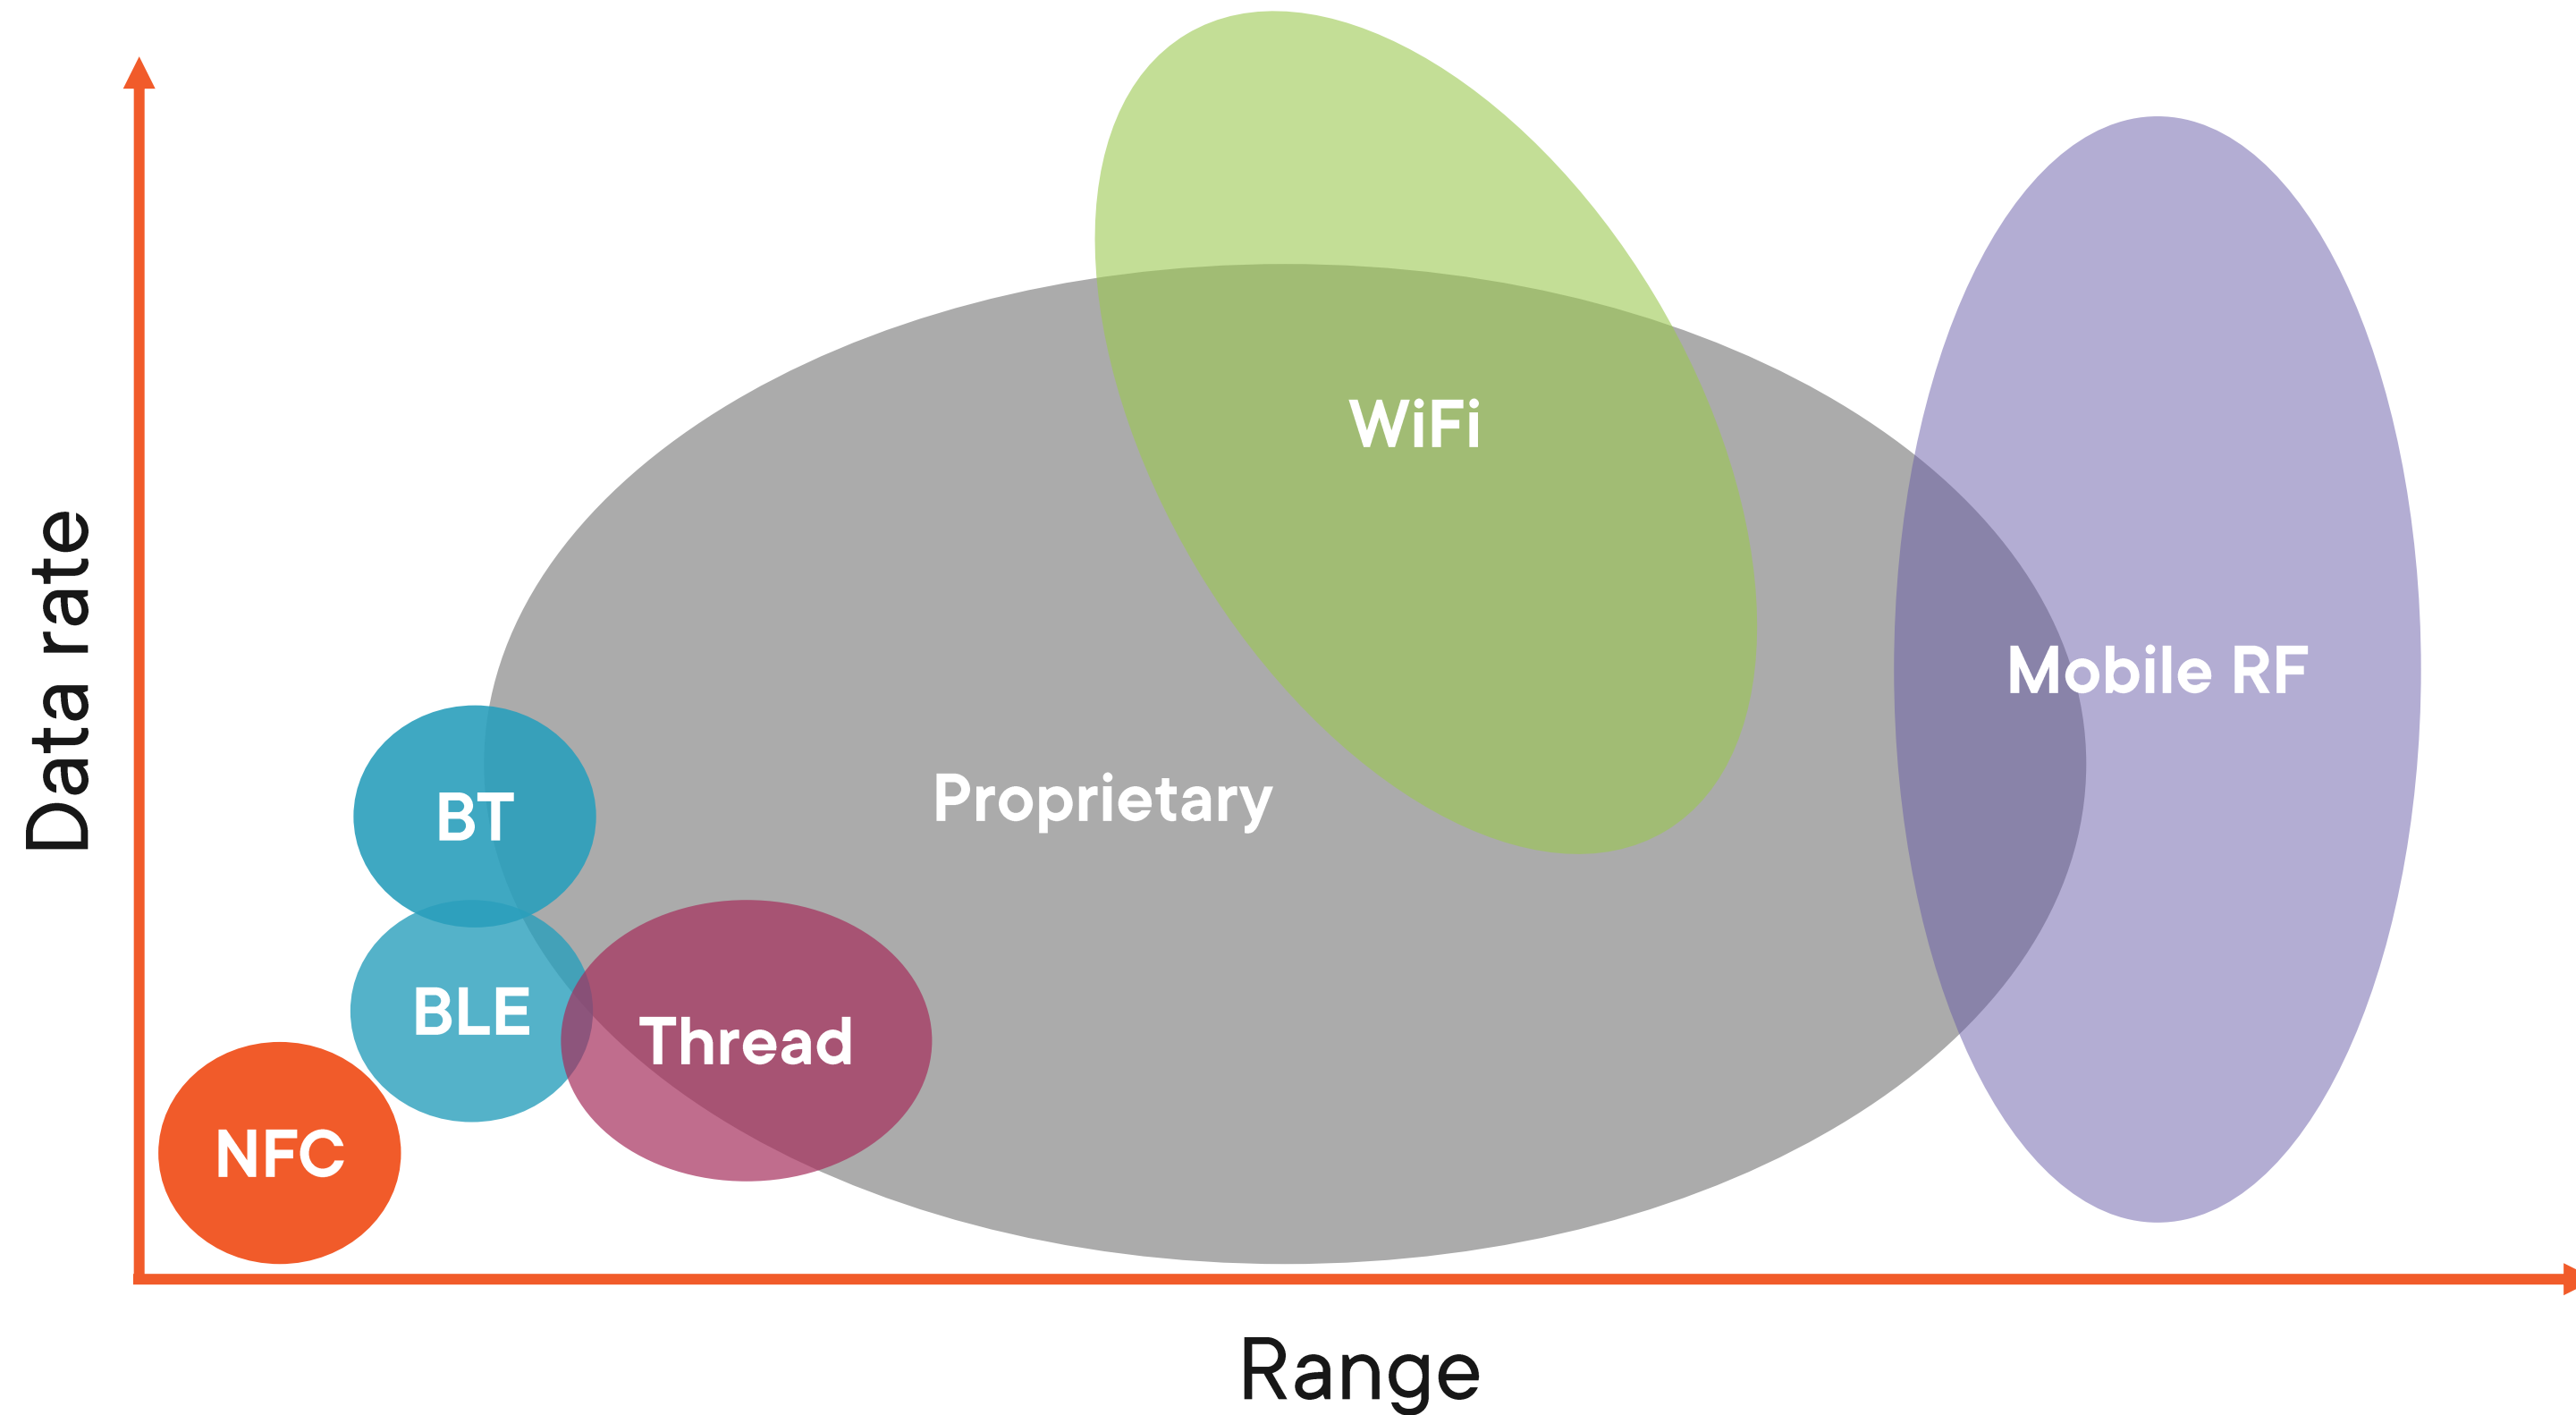 Data rate
WiFi
Mobile RF
Proprietary
BT
BLE
Thread
NFC
Range